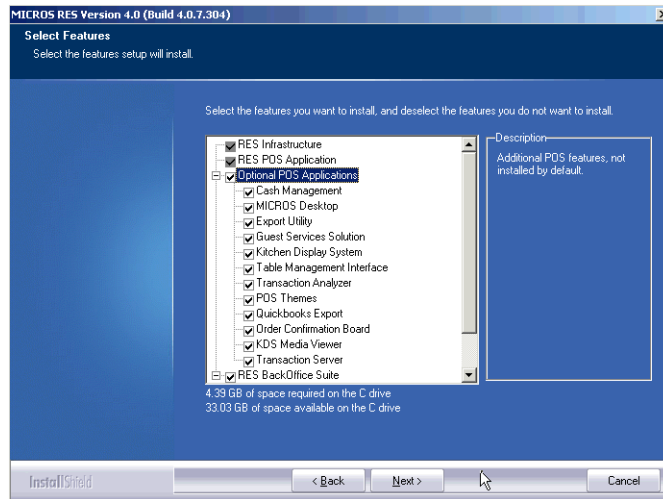 MICROS RES Version 4.0 (Build 4.0.7.304)
Select Features
Select the features setup will install.
Select the features you want to install, and deselect the features you do not want to install.
RES Infrastructure
RES POS Application
Optional POS Applications
Cash Management
MICROS Desktop
Export Utility
Guest Services Solution
Kitchen Display System
Table Management Interface
Transaction Analyzer
POS Themes
Quickbooks Export
Order Confirmation Board
KDS Media Viewer
Transaction Server
RES BackOffice Suite
Description
Additional POS features, not
installed by default.
4.39 GB of space required on the C drive
33.03 GB of space available on the C drive
InstallShield
< Back
Next >
Cancel